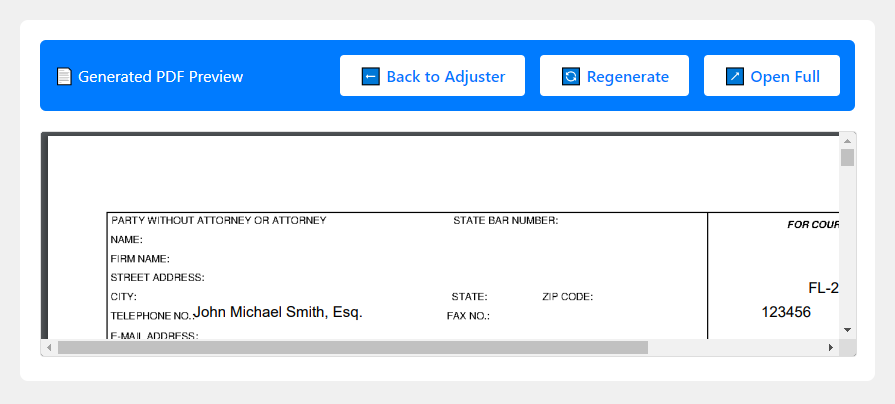 Generated PDF Preview
Back to Adjuster
Regenerate
Open Full
PARTY WITHOUT ATTORNEY OR ATTORNEY STATE BAR NUMBER: FOR COUR
NAME:
FIRM NAME:
STREET ADDRESS:
FL-2
CITY: STATE: ZIP CODE:
TELEPHONE NO.: John Michael Smith, Esq. FAX NO.: 123456
E-MAIL ADDRESS: